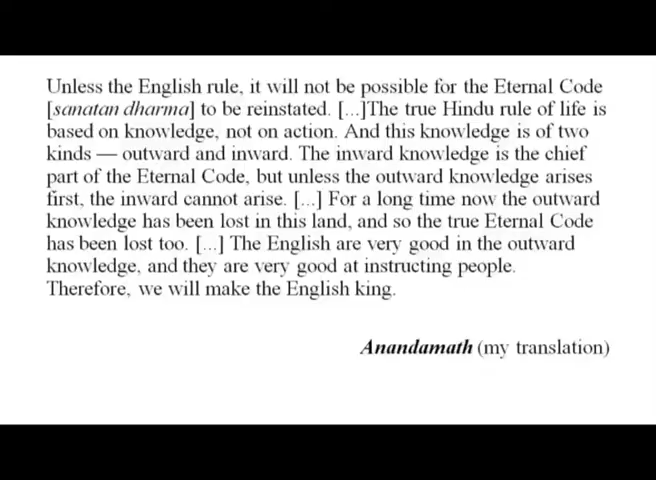 Unless the English rule, it will not be possible for the Eternal Code
[sanatan dharma] to be reinstated. [...]The true Hindu rule of life is
based on knowledge, not on action. And this knowledge is of two
kinds — outward and inward. The inward knowledge is the chief
part of the Eternal Code, but unless the outward knowledge arises
first, the inward cannot arise. [...] For a long time now the outward
knowledge has been lost in this land, and so the true Eternal Code
has been lost too. [...] The English are very good in the outward
knowledge, and they are very good at instructing people.
Therefore, we will make the English king.
Anandamath (my translation)